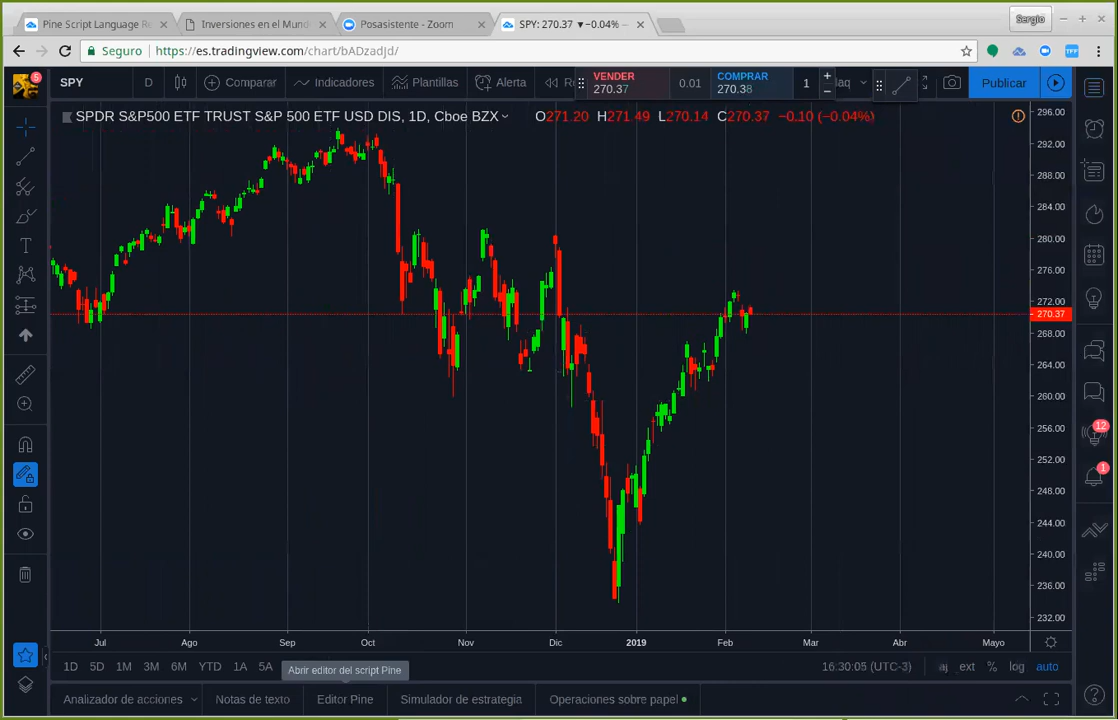 Pine Script Language Re
Inversiones en el Mund
Posasistente - Zoom
SPY: 270.37 ▼−0.04% –
Sergio
Seguro
https://es.tradingview.com/chart/bADzadJd/
5
SPY
D
Comparar
Indicadores
Plantillas
Alerta
VENDER
270.37
0.01
COMPRAR
270.38
1
Publicar
SPDR S&P500 ETF TRUST S&P 500 ETF USD DIS, 1D, Cboe BZX
O271.20 H271.49 L270.14 C270.37 −0.10 (−0.04%)
296.00
292.00
288.00
284.00
280.00
276.00
272.00
270.37
268.00
264.00
260.00
256.00
252.00
248.00
244.00
240.00
236.00
232.00
12
1
Jul Ago Sep Oct Nov Dic 2019 Feb Mar Abr Mayo
1D 5D 1M 3M 6M YTD 1A 5A
Abrir editor del script Pine
16:30:05 (UTC-3)
aj ext % log auto
Analizador de acciones
Notas de texto
Editor Pine
Simulador de estrategia
Operaciones sobre papel